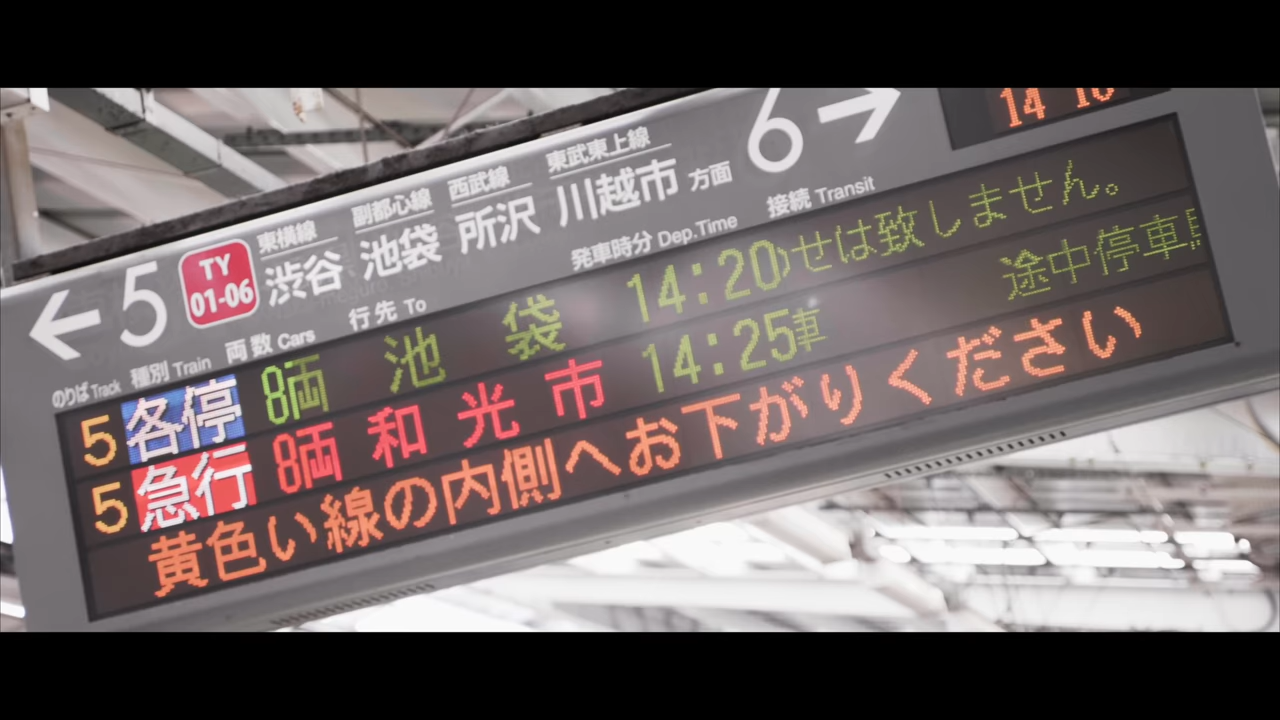 ← 5 TY 01-06 東横線 渋谷 副都心線 池袋 西武線 所沢 東武東上線 川越市 方面 6 →
のりば Track 種別 Train 両数 Cars 行先 To 発車時分 Dep.Time 接続 Transit
5 各停 8両 池袋 14:20 せは致しません。
5 急行 8両 和光市 14:25 車 途中停車
黄色い線の内側へお下がりください